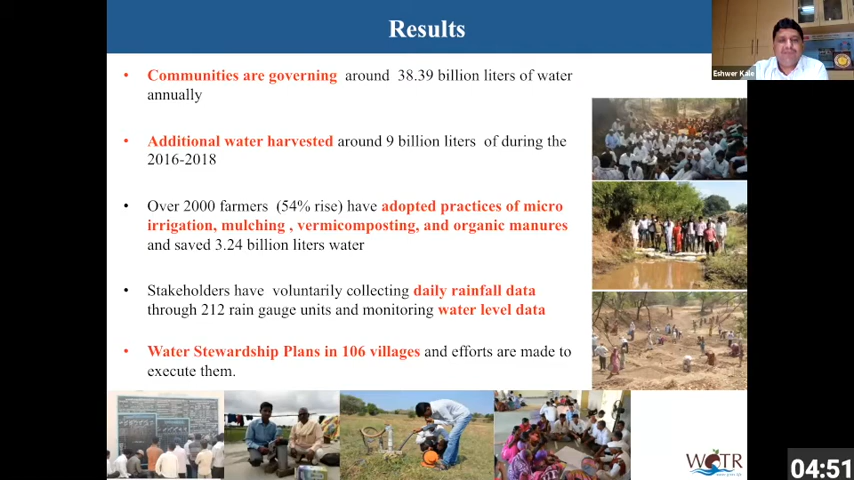 Results
Eshwer Kale
• Communities are governing around 38.39 billion liters of water
annually
• Additional water harvested around 9 billion liters of during the
2016-2018
• Over 2000 farmers (54% rise) have adopted practices of micro
irrigation, mulching , vermicomposting, and organic manures
and saved 3.24 billion liters water
• Stakeholders have voluntarily collecting daily rainfall data
through 212 rain gauge units and monitoring water level data
• Water Stewardship Plans in 106 villages and efforts are made to
execute them.
WOTR
04:51